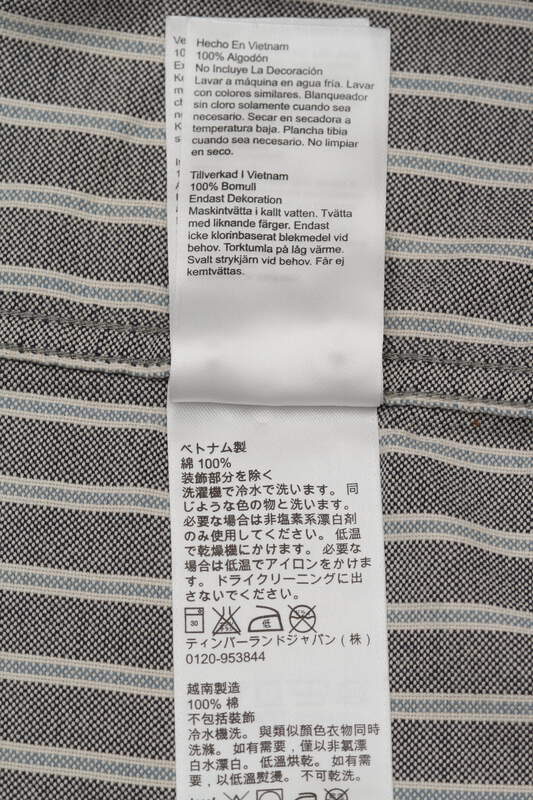 Hecho En Vietnam
100% Algodón
No Incluye La Decoración
Lavar a máquina en agua fría. Lavar
con colores similares. Blanqueador
sin cloro solamente cuando sea
necesario. Secar en secadora a
temperatura baja. Plancha tibia
cuando sea necesario. No limpiar
en seco.
Tillverkad I Vietnam
100% Bomull
Endast Dekoration
Maskintvätta i kallt vatten. Tvätta
med liknande färger. Endast
icke klorinbaserat blekmedel vid
behov. Torktumla på låg värme.
Svalt strykjärn vid behov. Får ej
kemtvättas.
ベトナム製
綿 100%
装飾部分を除く
洗濯機で冷水で洗います。 同
じような色の物と洗います。
必要な場合は非塩素系漂白剤
のみ使用してください。 低温
で乾燥機にかけます。 必要な
場合は低温でアイロンをかけま
す。 ドライクリーニングに出
さないでください。
30 低
ティンバーランドジャパン (株)
0120-953844
越南製造
100% 棉
不包括裝飾
冷水機洗。 與類似顏色衣物同時
洗滌。 如有需要, 僅以非氯漂
白水漂白。 低溫烘乾。 如有需
要, 以低溫熨燙。 不可乾洗。